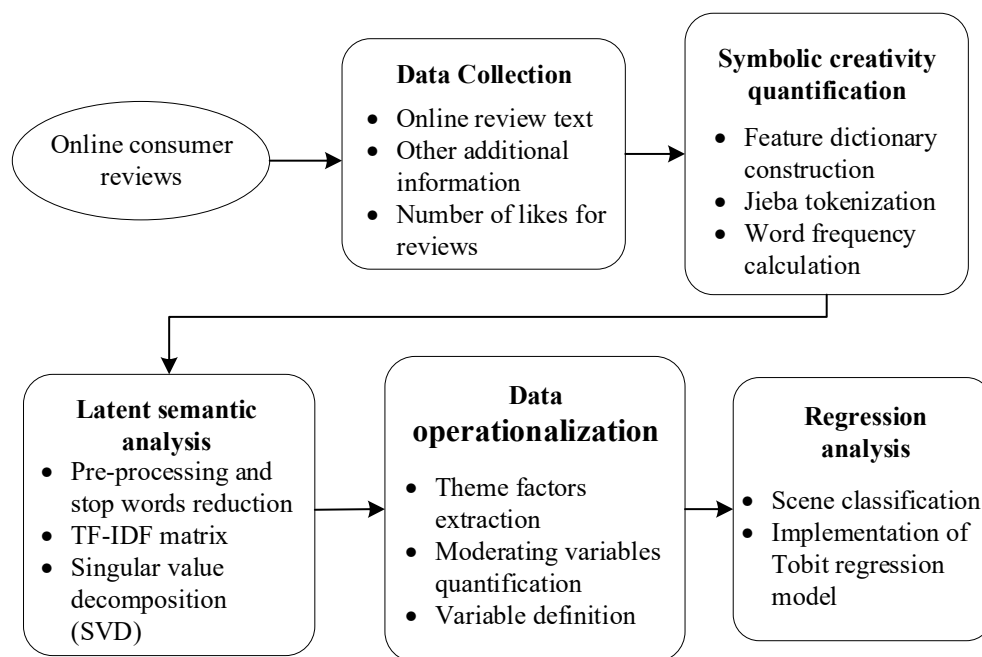 Online consumer
reviews
Data Collection
• Online review text
• Other additional
information
• Number of likes for
reviews
Symbolic creativity
quantification
• Feature dictionary
construction
• Jieba tokenization
• Word frequency
calculation
Latent semantic
analysis
• Pre-processing and
stop words reduction
• TF-IDF matrix
• Singular value
decomposition
(SVD)
Data
operationalization
• Theme factors
extraction
• Moderating variables
quantification
• Variable definition
Regression
analysis
• Scene classification
• Implementation of
Tobit regression
model